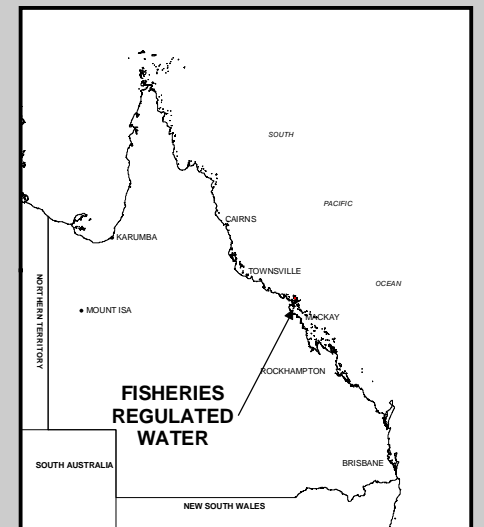 SOUTH
PACIFIC
CAIRNS
KARUMBA
TOWNSVILLE
NORTHERN TERRITORY
OCEAN
MOUNT ISA
MACKAY
ROCKHAMPTON
FISHERIES
REGULATED
WATER
SOUTH AUSTRALIA
BRISBANE
NEW SOUTH WALES